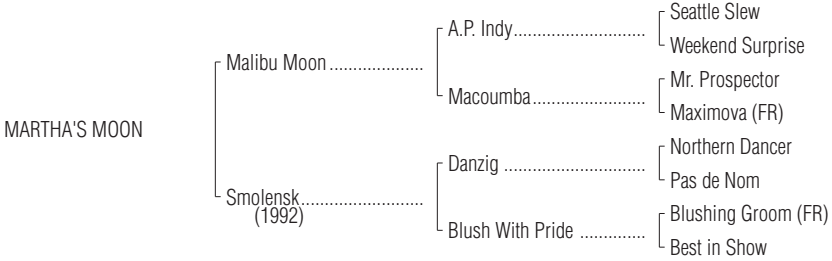 Seattle Slew
A.P. Indy..............................
Weekend Surprise
Malibu Moon .....................
Mr. Prospector
Macoumba..........................
Maximova (FR)
MARTHA'S MOON
Northern Dancer
Danzig ................................
Pas de Nom
Smolensk...........................
(1992)
Blushing Groom (FR)
Blush With Pride ...............
Best in Show